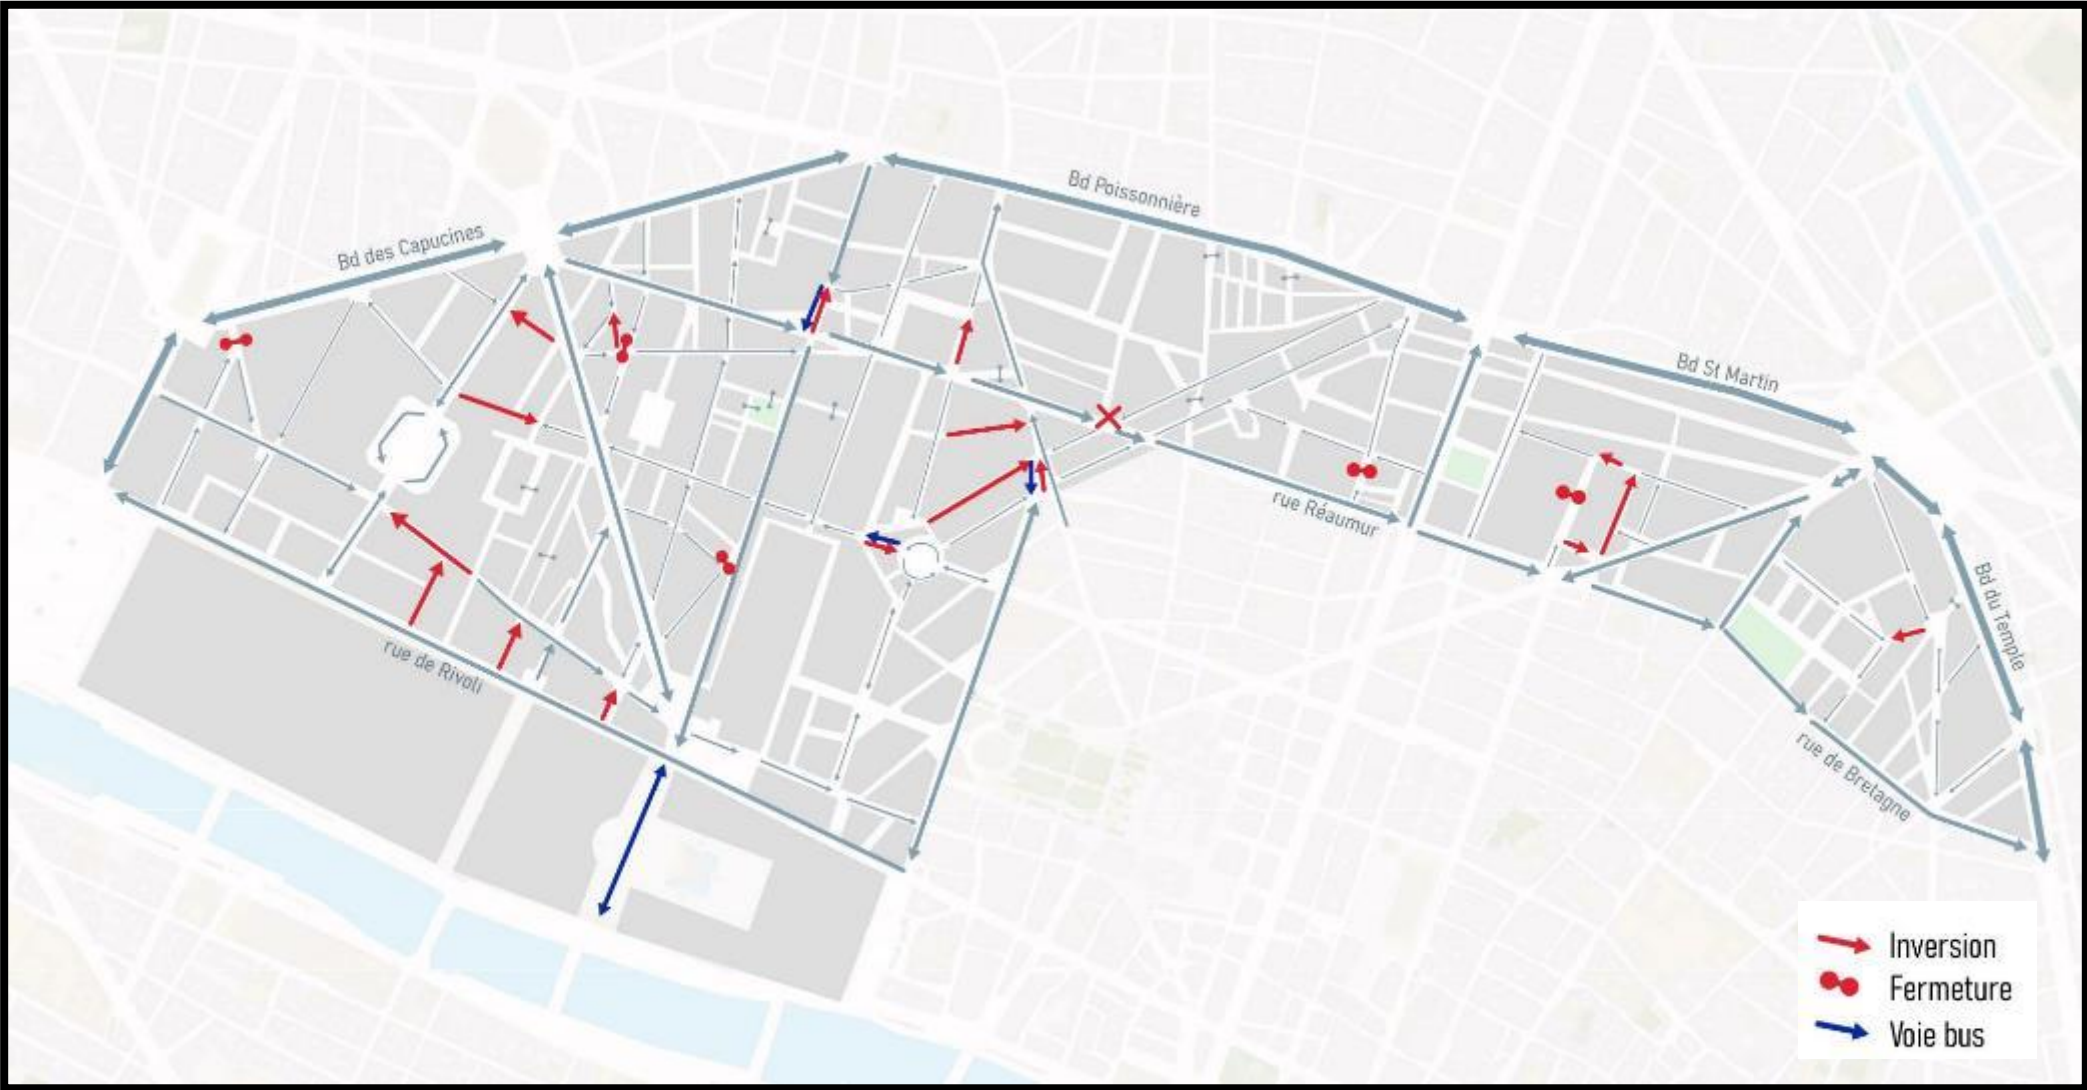 Bd Poissonnière
Bd des Capucines
Bd St Martin
rue Réaumur
Bd du Temple
rue de Rivoli
rue de Bretagne
Inversion
Fermeture
Voie bus